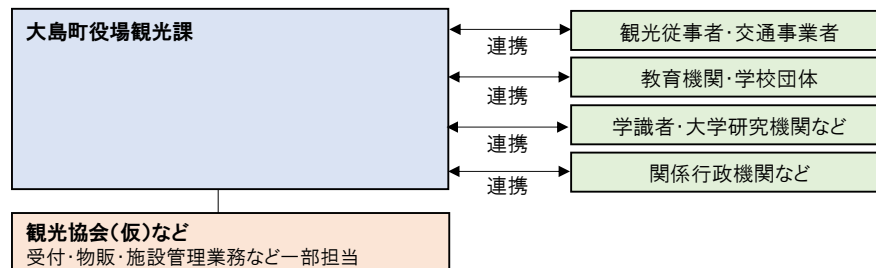 大島町役場観光課
連携
観光従事者・交通事業者
連携
教育機関・学校団体
連携
学識者・大学研究機関など
連携
関係行政機関など
観光協会(仮)など
受付・物販・施設管理業務など一部担当